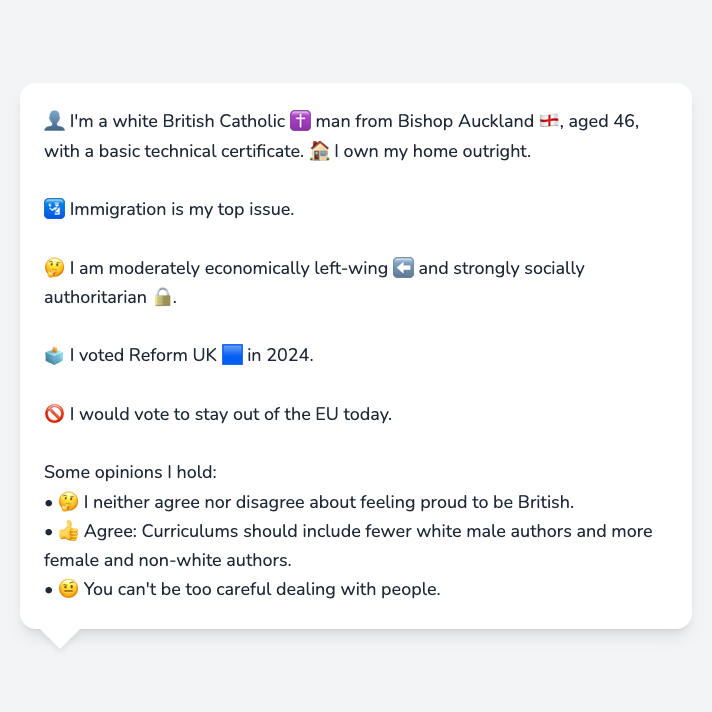 👤 I'm a white British Catholic ✝️ man from Bishop Auckland 🏴󠁧󠁢󠁥󠁮󠁧󠁿, aged 46,
with a basic technical certificate. 🏠 I own my home outright.
🛂 Immigration is my top issue.
🤔 I am moderately economically left-wing ⬅️ and strongly socially
authoritarian 🔒.
🗳️ I voted Reform UK 🟦 in 2024.
🚫 I would vote to stay out of the EU today.
Some opinions I hold:
• 🤔 I neither agree nor disagree about feeling proud to be British.
• 👍 Agree: Curriculums should include fewer white male authors and more
female and non-white authors.
• 🤨 You can't be too careful dealing with people.